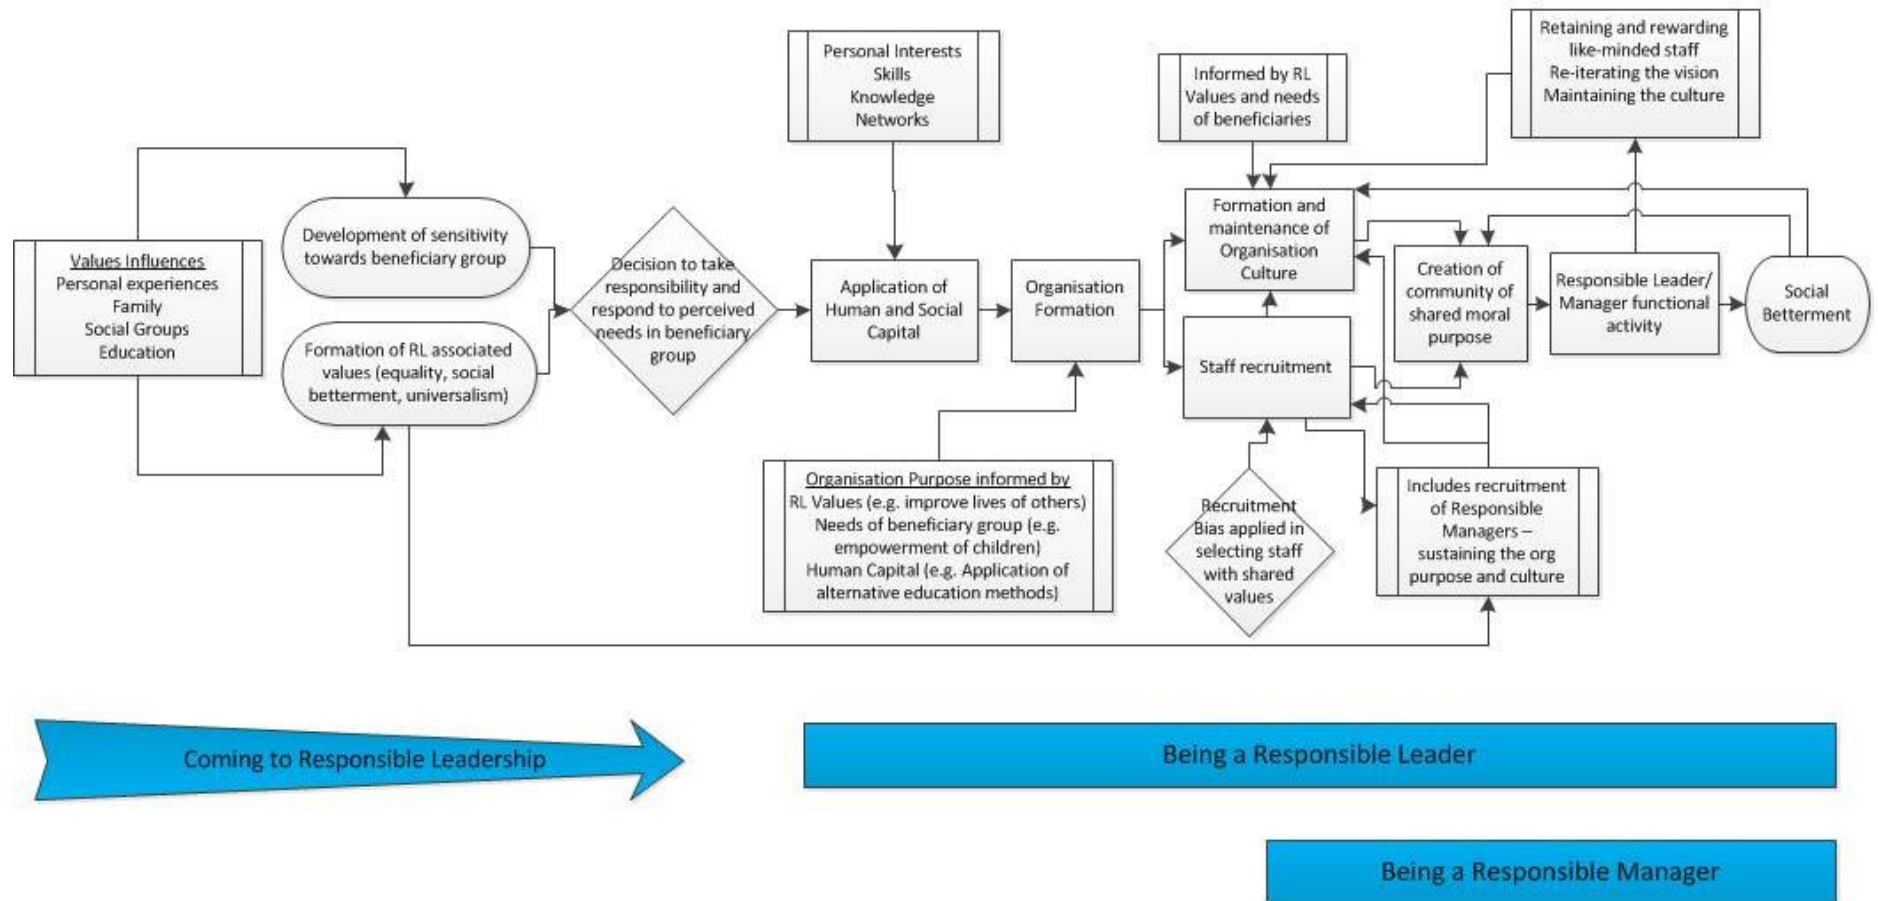 Values Influences
Personal experiences
Family
Social Groups
Education
Development of sensitivity
towards beneficiary group
Formation of RL associated
values (equality, social
betterment, universalism)
Decision to take
responsibility and
respond to perceived
needs in beneficiary
group
Personal Interests
Skills
Knowledge
Networks
Application of
Human and Social
Capital
Organisation
Formation
Organisation Purpose informed by
RL Values (e.g. improve lives of others)
Needs of beneficiary group (e.g.
empowerment of children)
Human Capital (e.g. Application of
alternative education methods)
Informed by RL
Values and needs
of beneficiaries
Formation and
maintenance of
Organisation
Culture
Staff recruitment
Recruitment
Bias applied in
selecting staff
with shared
values
Creation of
community of
shared moral
purpose
Includes recruitment
of Responsible
Managers –
sustaining the org
purpose and culture
Retaining and rewarding
like-minded staff
Re-iterating the vision
Maintaining the culture
Responsible Leader/
Manager functional
activity
Social
Betterment
Coming to Responsible Leadership
Being a Responsible Leader
Being a Responsible Manager